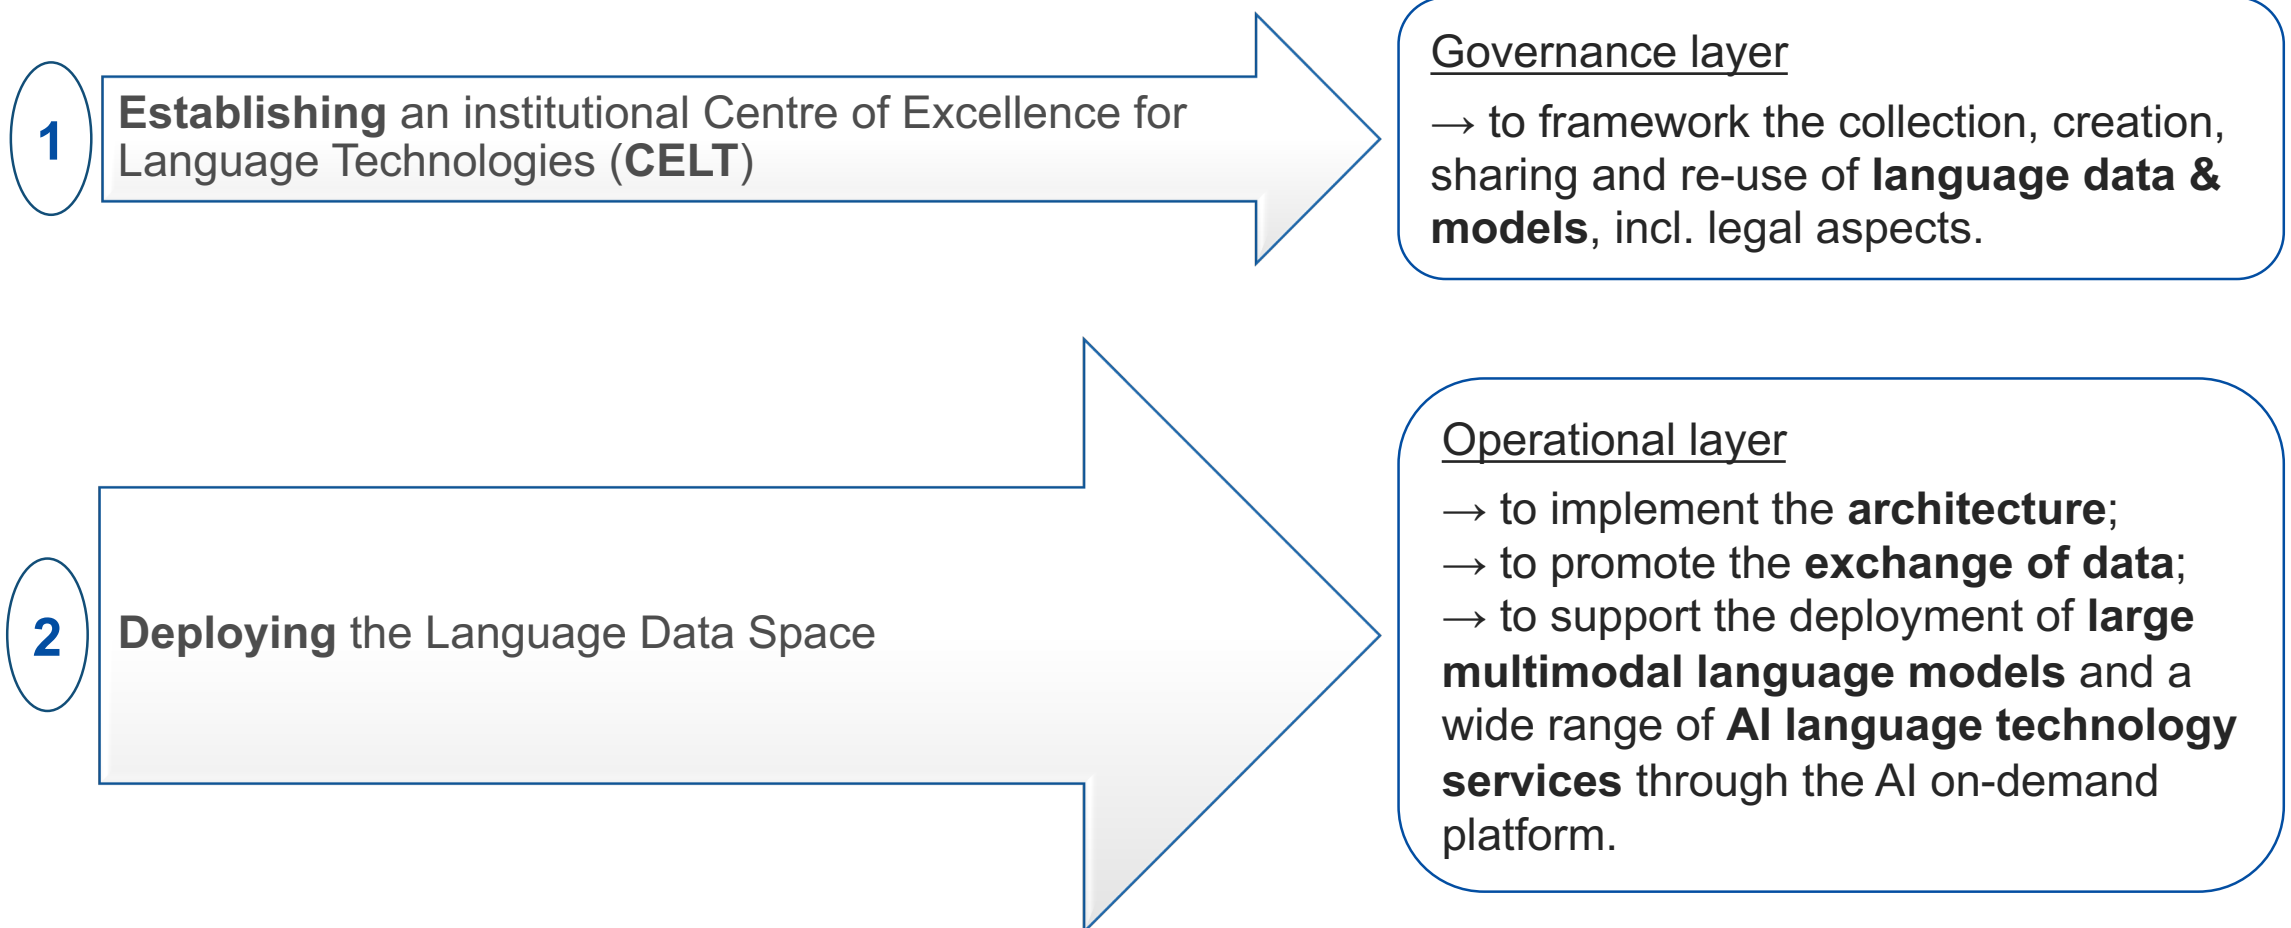 1
Establishing an institutional Centre of Excellence for
Language Technologies (CELT)
Governance layer
→ to framework the collection, creation,
sharing and re-use of language data &
models, incl. legal aspects.
2
Deploying the Language Data Space
Operational layer
→ to implement the architecture;
→ to promote the exchange of data;
→ to support the deployment of large
multimodal language models and a
wide range of AI language technology
services through the AI on-demand
platform.